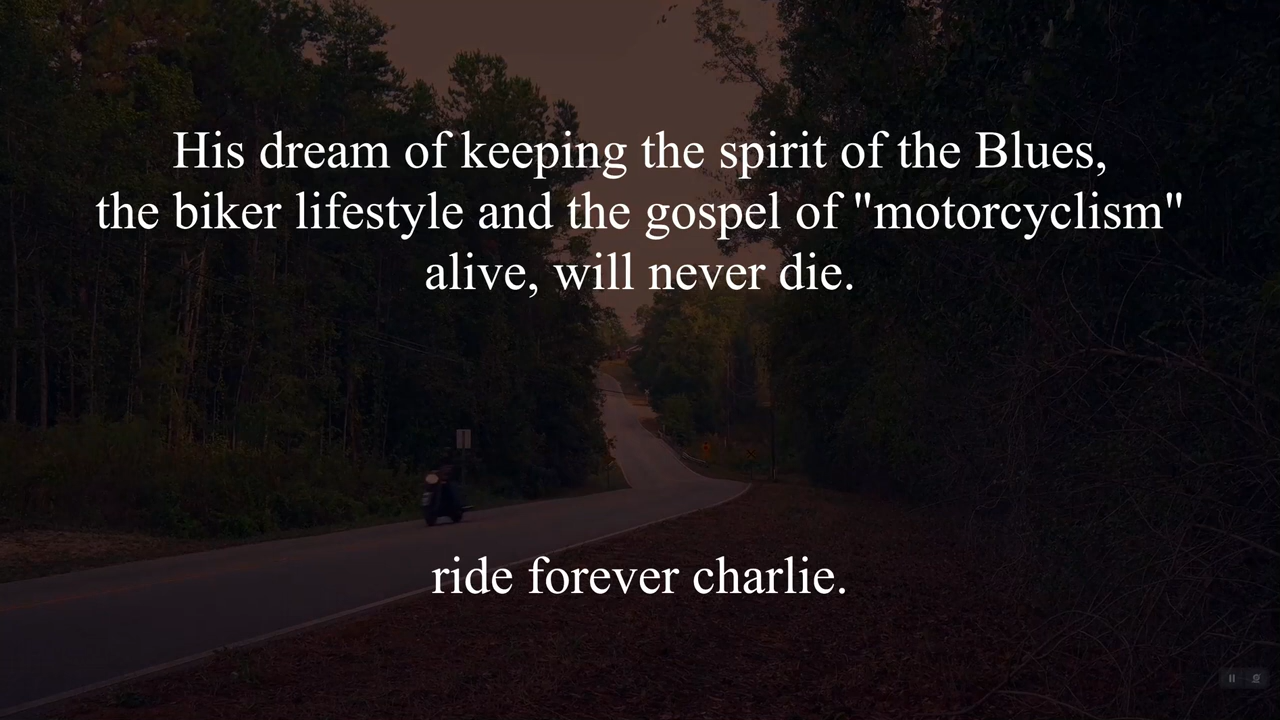 His dream of keeping the spirit of the Blues,
the biker lifestyle and the gospel of "motorcyclism"
alive, will never die.
ride forever charlie.